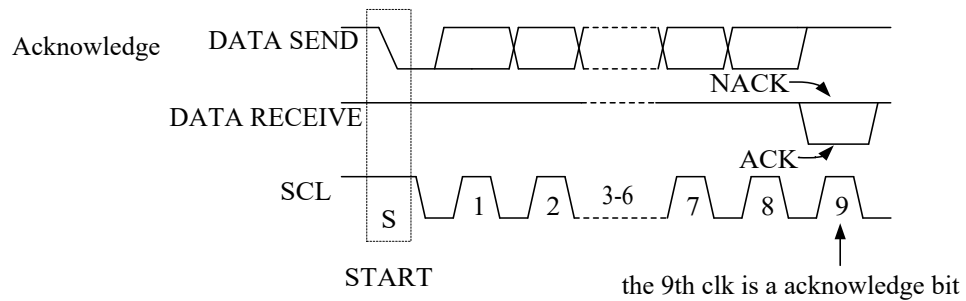 Acknowledge
DATA SEND
NACK
DATA RECEIVE
ACK
SCL
S
1
2
3-6
7
8
9
START
the 9th clk is a acknowledge bit